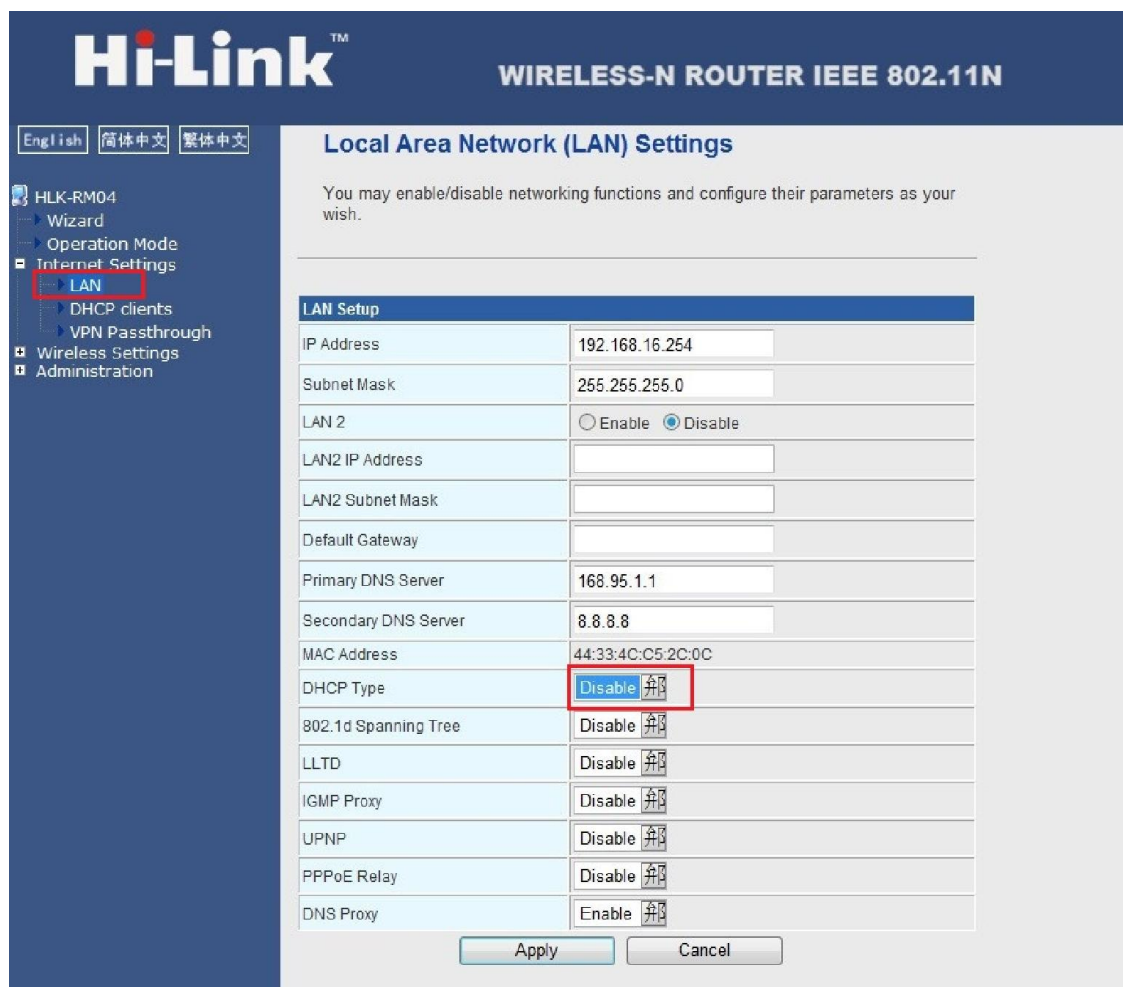 Hi-Link™
WIRELESS-N ROUTER IEEE 802.11N
English 简体中文 繁体中文
HLK-RM04
Wizard
Operation Mode
Internet Settings
LAN
DHCP clients
VPN Passthrough
Wireless Settings
Administration
Local Area Network (LAN) Settings
You may enable/disable networking functions and configure their parameters as your
wish.
LAN Setup
IP Address 192.168.16.254
Subnet Mask 255.255.255.0
LAN 2 Enable Disable
LAN2 IP Address
LAN2 Subnet Mask
Default Gateway
Primary DNS Server 168.95.1.1
Secondary DNS Server 8.8.8.8
MAC Address 44:33:4C:C5:2C:0C
DHCP Type Disable
802.1d Spanning Tree Disable
LLTD Disable
IGMP Proxy Disable
UPNP Disable
PPPoE Relay Disable
DNS Proxy Enable
Apply Cancel